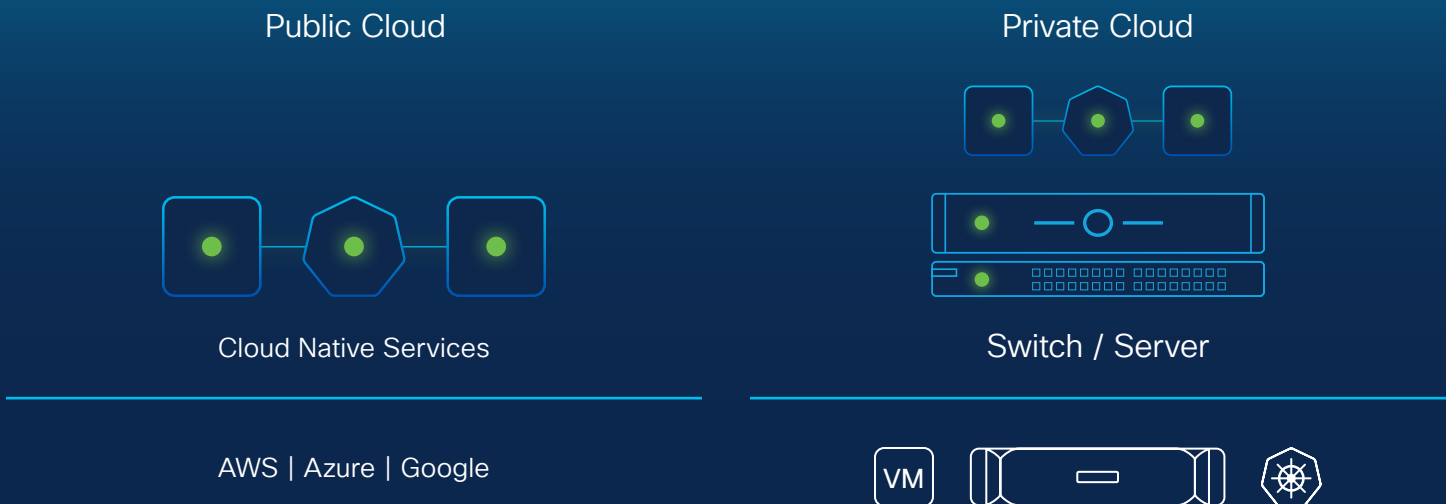 Public Cloud
Private Cloud
Cloud Native Services
Switch / Server
AWS | Azure | Google
VM